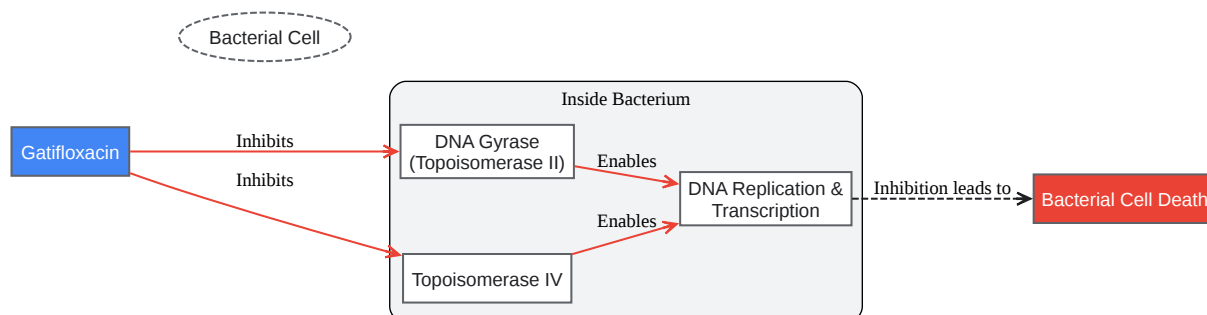 Bacterial Cell
Inside Bacterium
Gatifloxacin
Inhibits
Inhibits
DNA Gyrase
(Topoisomerase II)
Enables
Enables
Topoisomerase IV
DNA Replication &
Transcription
Inhibition leads to
Bacterial Cell Death